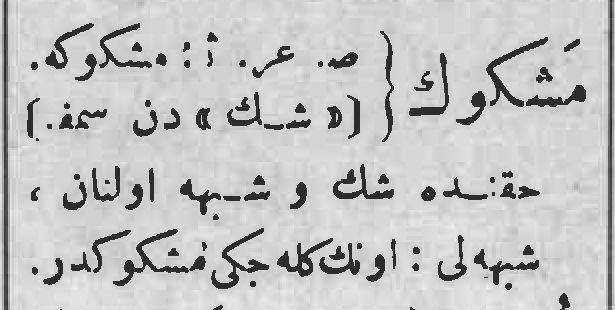 مَشكوك { ص. عر. ث : مشكوكه.
[« شك » دن سمف.]
حقنده شك و شبهه اولنان ،
شبهه لى : اونك كله جكى مشكوكدر.